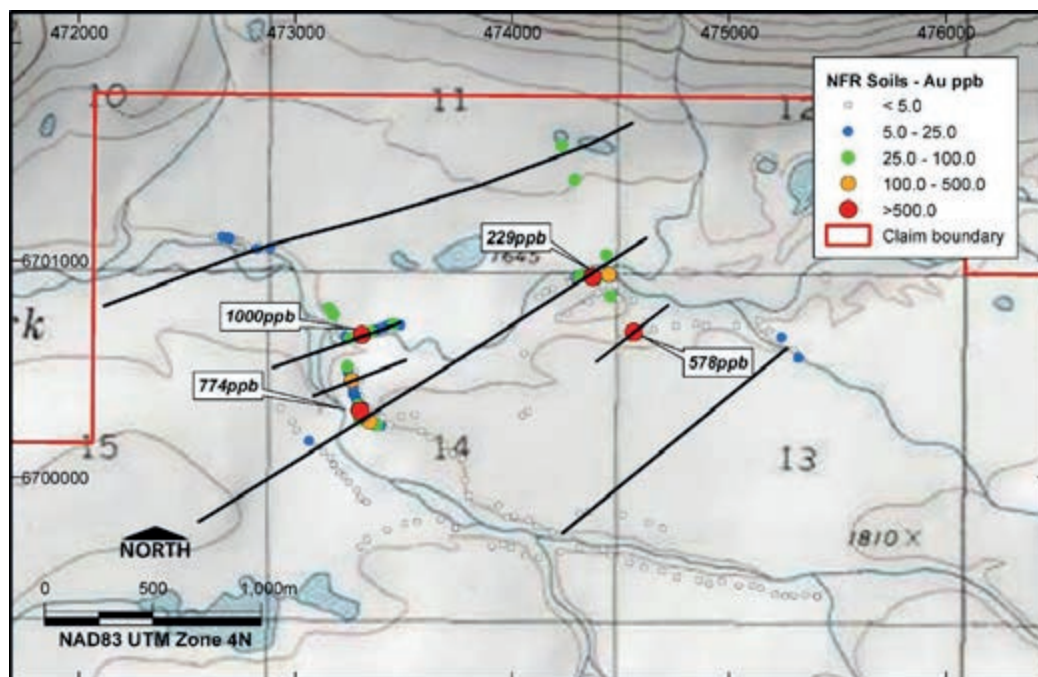 472000 473000 474000 475000 476000
NFR Soils - Au ppb
< 5.0
5.0 - 25.0
25.0 - 100.0
100.0 - 500.0
>500.0
Claim boundary
10 11 12
229ppb
1645
6701000
1000ppb
rk
578ppb
774ppb
15 14 13
6700000
1810 X
NORTH
0 500 1,000m
NAD83 UTM Zone 4N